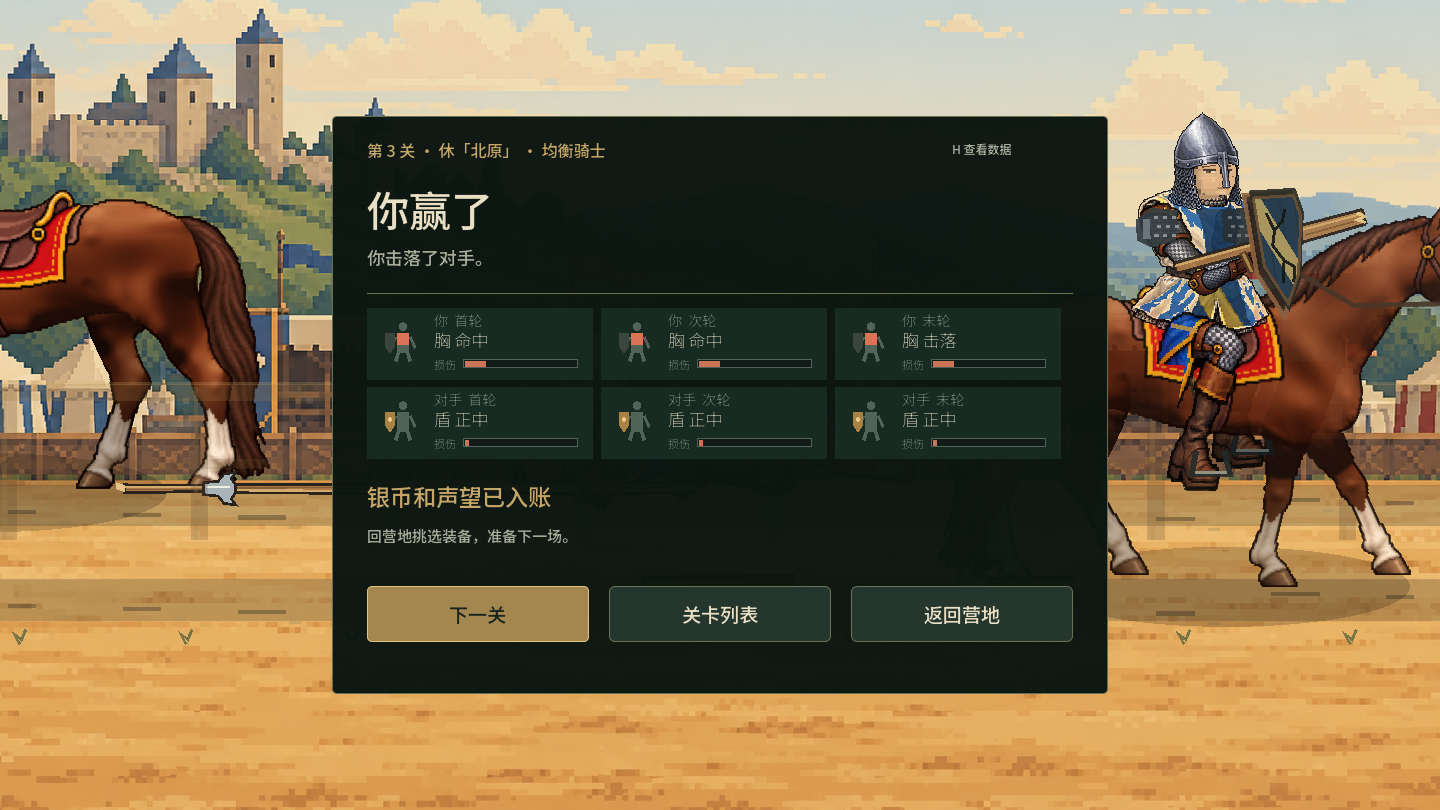 第 3 关 · 休「北原」 · 均衡骑士
H 查看数据
你赢了
你击落了对手。
你 首轮
胸 命中
损伤
你 次轮
胸 命中
损伤
你 末轮
胸 击落
损伤
对手 首轮
盾 正中
损伤
对手 次轮
盾 正中
损伤
对手 末轮
盾 正中
损伤
银币和声望已入账
回营地挑选装备，准备下一场。
下一关
关卡列表
返回营地